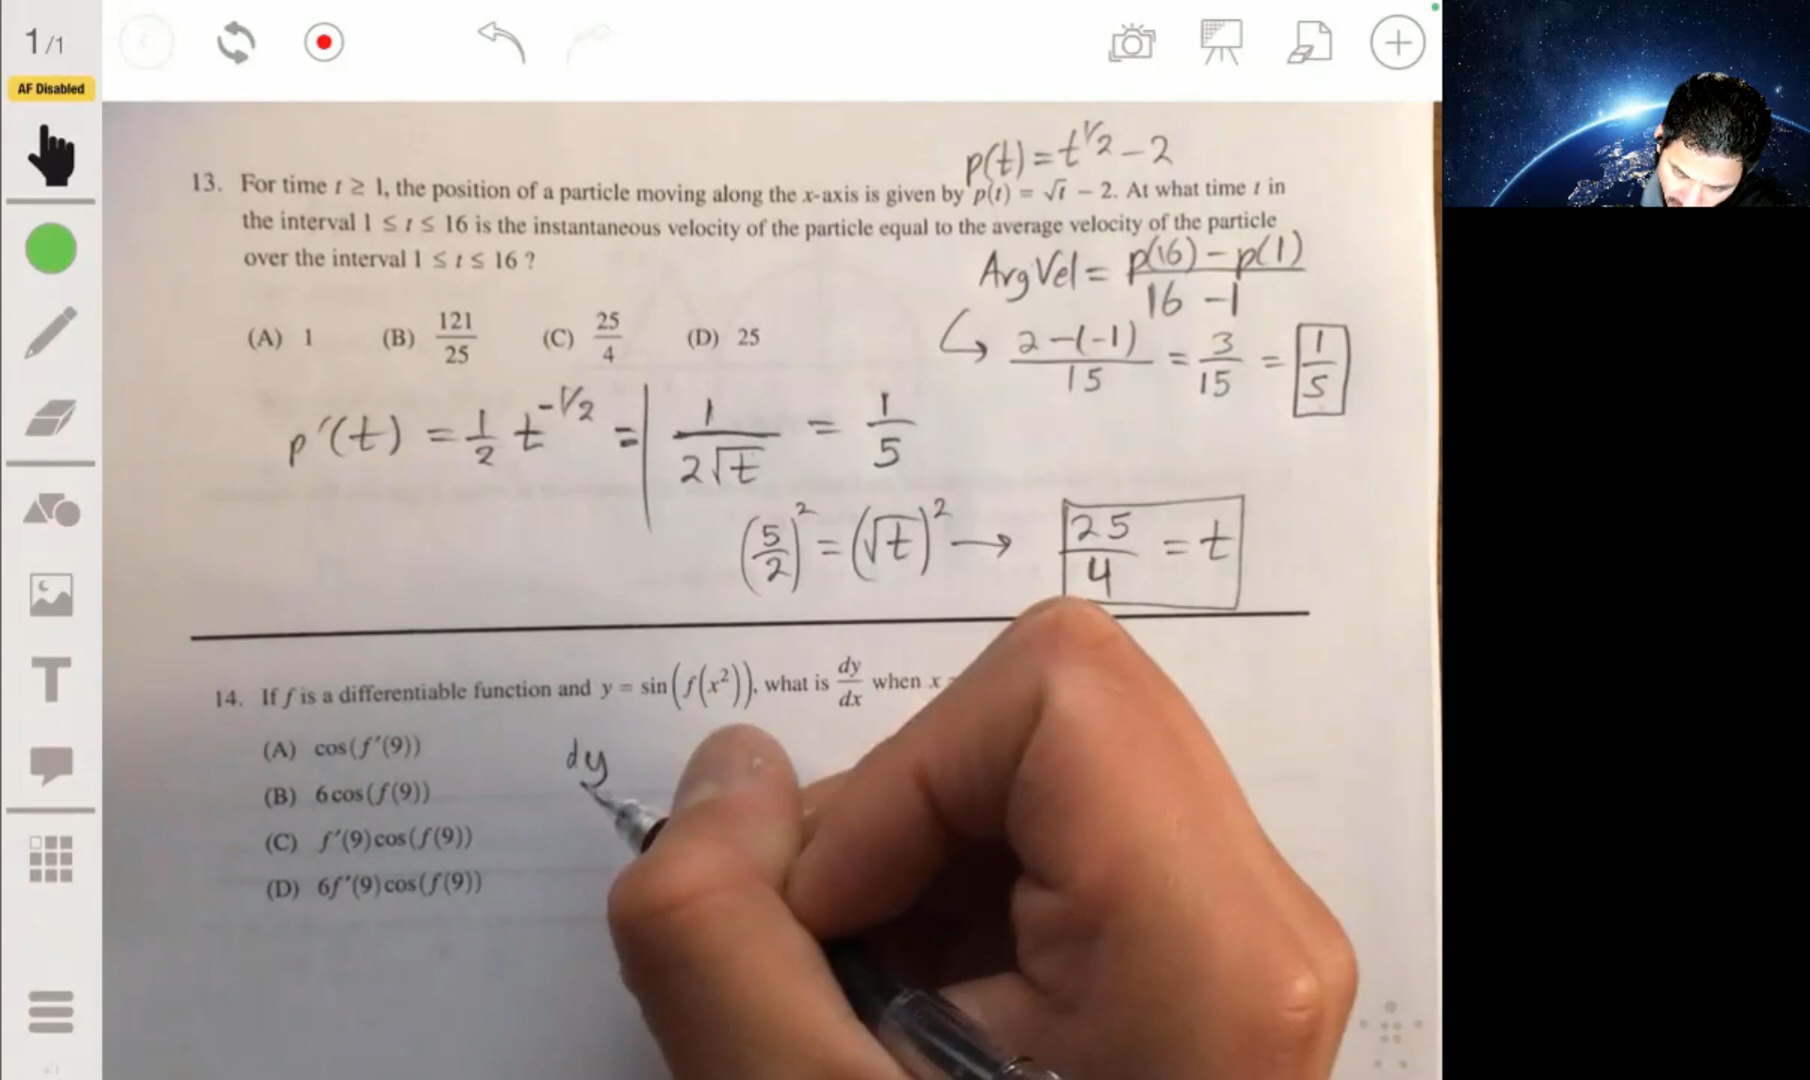 1/1
AF Disabled
T
p(t) = t^1/2 - 2
13. For time t ≥ 1, the position of a particle moving along the x-axis is given by p(t) = √t - 2. At what time t in
the interval 1 ≤ t ≤ 16 is the instantaneous velocity of the particle equal to the average velocity of the particle
over the interval 1 ≤ t ≤ 16 ?
ArgVel = p(16) - p(1) / 16 - 1
(A) 1 (B) 121/25 (C) 25/4 (D) 25
2-(-1) / 15 = 3/15 = 1/5
p'(t) = 1/2 t^-1/2 = 1/2√t = 1/5
(5/2)^2 = (√t)^2 → 25/4 = t
14. If f is a differentiable function and y = sin(f(x²)), what is dy/dx when x
(A) cos(f′(9))
dy
(B) 6cos(f(9))
(C) f′(9)cos(f(9))
(D) 6f′(9)cos(f(9))